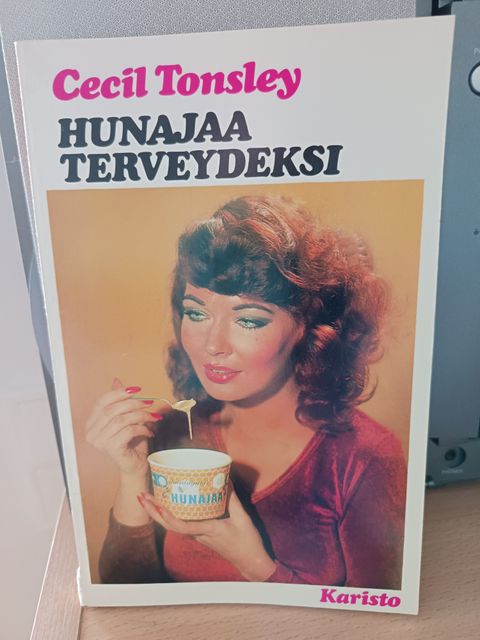 Cecil Tonsley
HUNAJAA
TERVEYDEKSI
HUNAJAA
Karisto